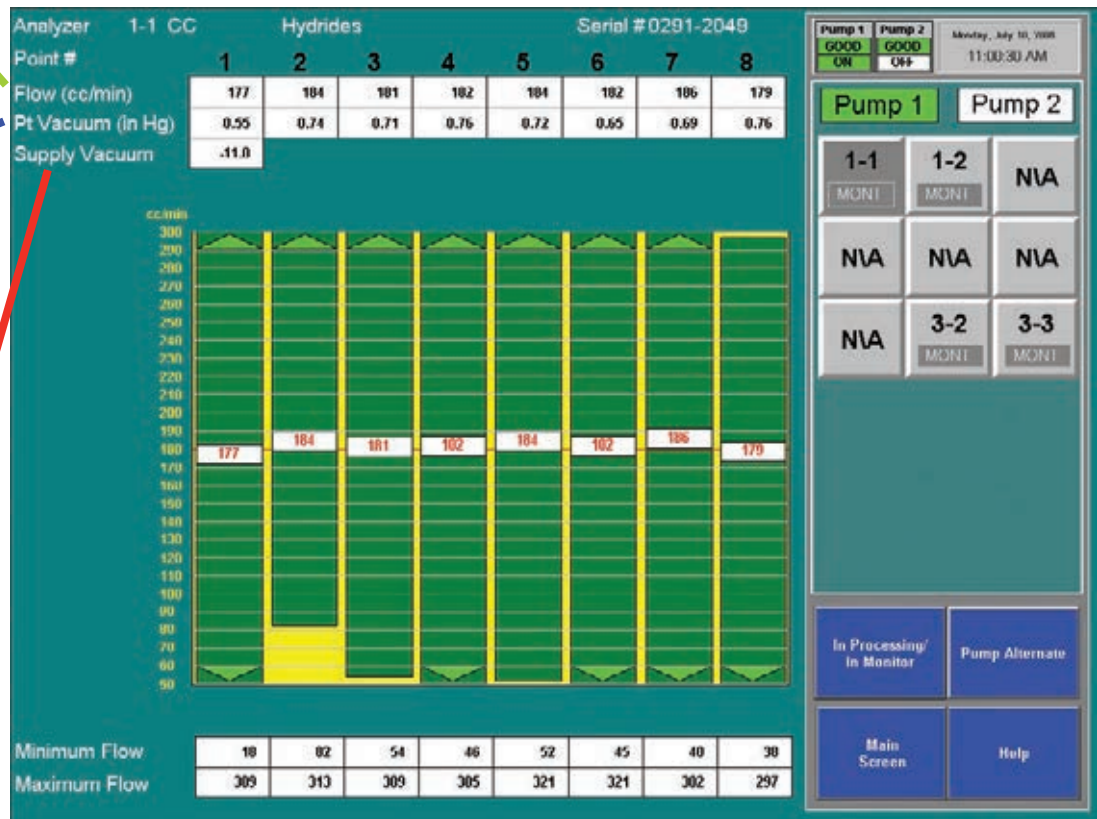 Analyzer 1-1 CC Hydrides Serial #0291-2049
Point # 1 2 3 4 5 6 7 8
Flow (cc/min) 177 184 181 182 184 182 186 179
Pt Vacuum (In Hg) 0.55 0.74 0.71 0.76 0.72 0.65 0.69 0.76
Supply Vacuum -11.0
cc/min
300
290
280
270
260
250
240
230
220
210
200
190
180
170
160
150
140
130
120
110
100
90
80
70
60
50
177 184 181 182 184 182 186 179
Minimum Flow 18 82 54 46 52 45 40 38
Maximum Flow 309 313 309 305 321 321 302 297
Pump 1 Pump 2
GOOD GOOD
ON OFF
Monday, July 10,
11:00:30 AM
Pump 1 Pump 2
1-1 1-2 N\A
MONT MONT
N\A N\A N\A
N\A 3-2 3-3
MONT MONT
In Processing/
In Monitor
Pump Alternate
Main
Screen
Help